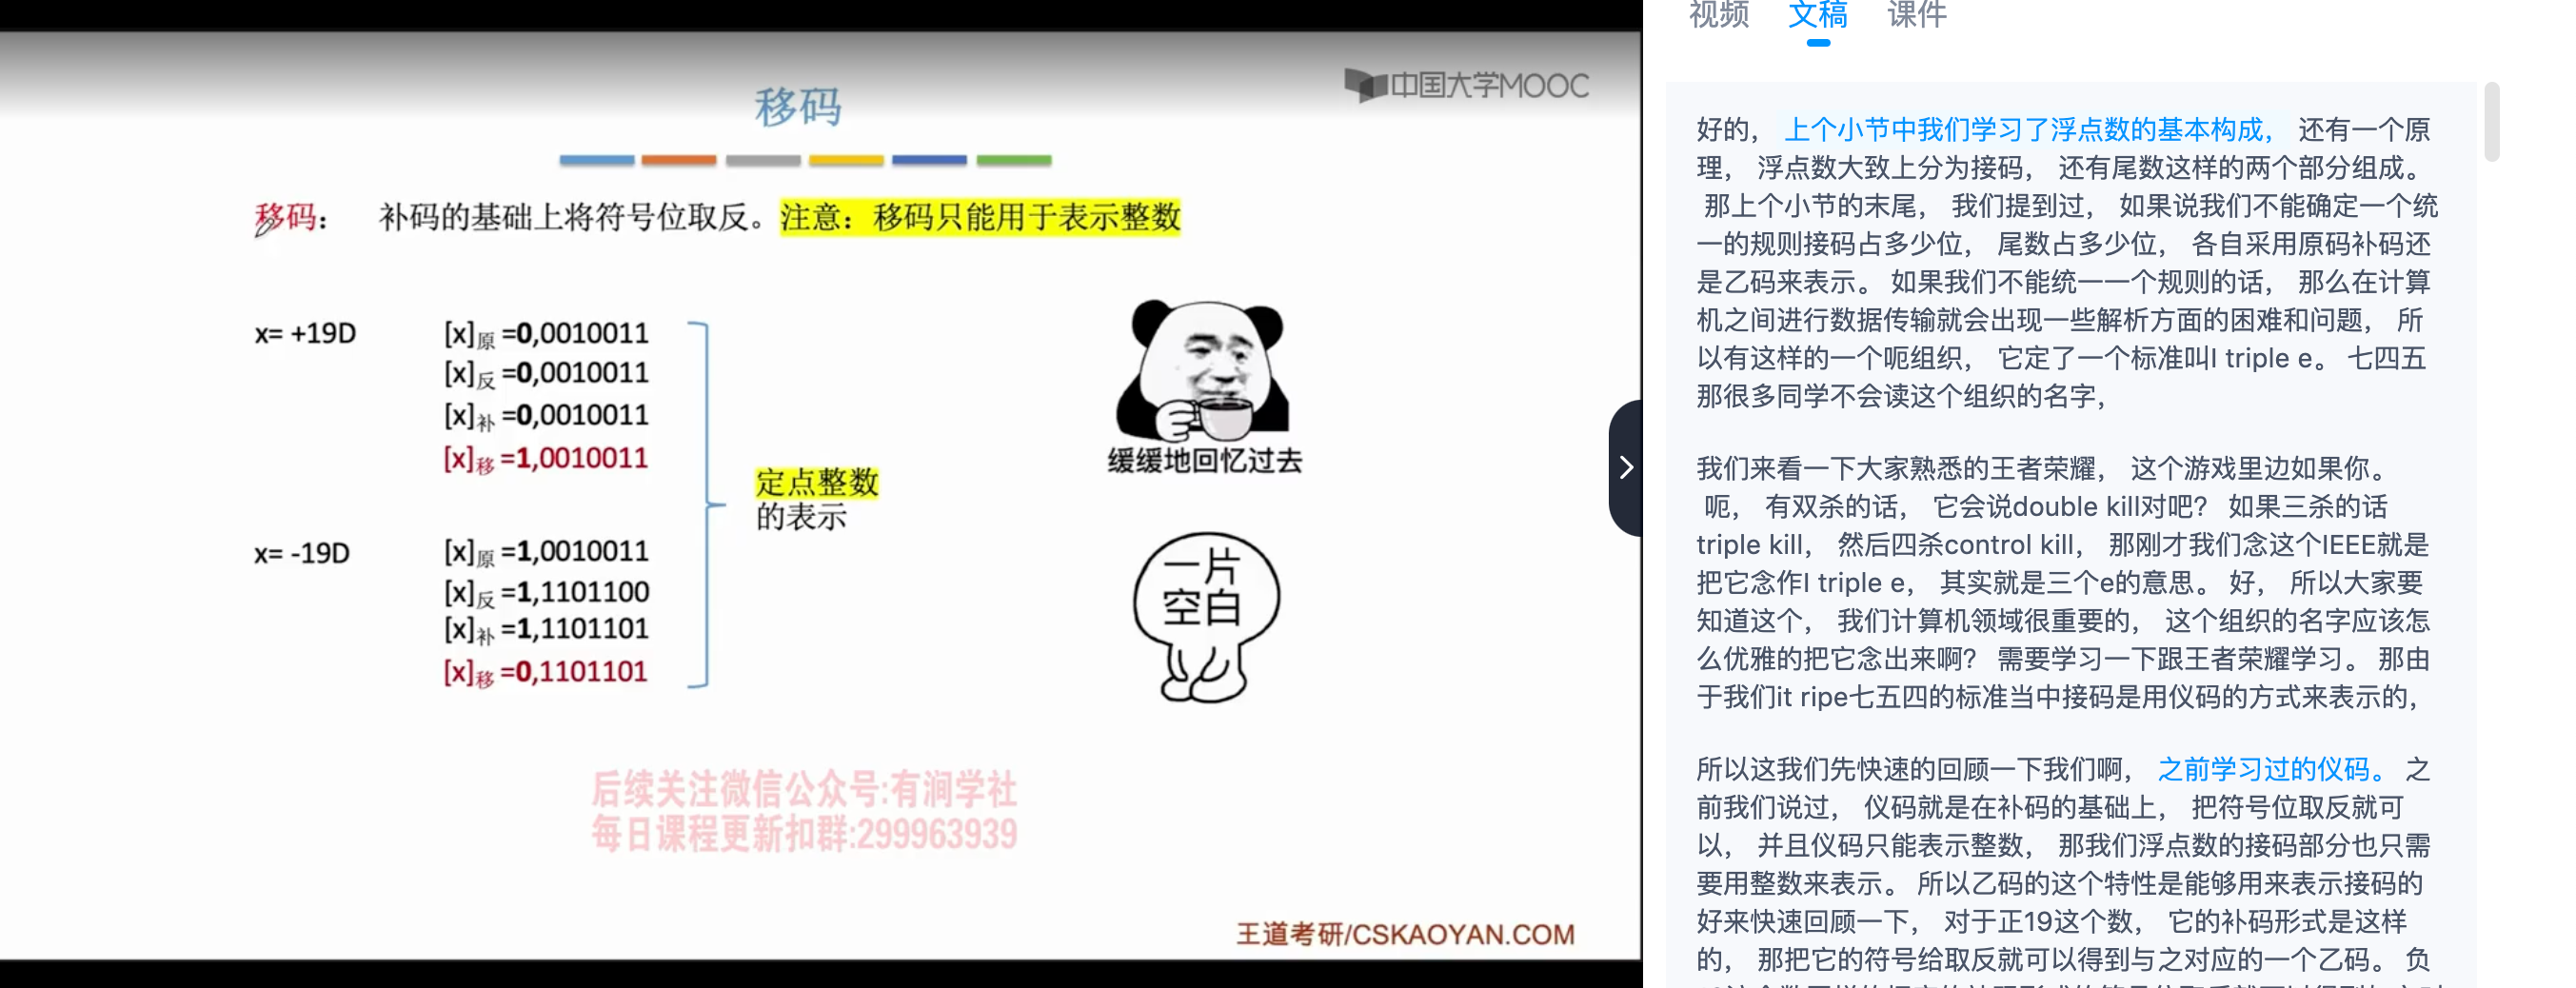 移码
中国大学MOOC
移码： 补码的基础上将符号位取反。注意：移码只能用于表示整数
x= +19D
[x]原 =0,0010011
[x]反 =0,0010011
[x]补 =0,0010011
[x]移 =1,0010011
定点整数
的表示
x= -19D
[x]原 =1,0010011
[x]反 =1,1101100
[x]补 =1,1101101
[x]移 =0,1101101
缓缓地回忆过去
一片
空白
后续关注微信公众号:有涧学社
每日课程更新扣群:299963939
王道考研/CSKAOYAN.COM
视频 文稿 课件
好的， 上个小节中我们学习了浮点数的基本构成， 还有一个原
理， 浮点数大致上分为接码， 还有尾数这样的两个部分组成。
那上个小节的末尾， 我们提到过， 如果说我们不能确定一个统
一的规则接码占多少位， 尾数占多少位， 各自采用原码补码还
是乙码来表示。 如果我们不能统一一个规则的话， 那么在计算
机之间进行数据传输就会出现一些解析方面的困难和问题， 所
以有这样的一个呃组织， 它定了一个标准叫I triple e。 七四五
那很多同学不会读这个组织的名字，
我们来看一下大家熟悉的王者荣耀， 这个游戏里边如果你。
呃， 有双杀的话， 它会说double kill对吧？ 如果三杀的话
triple kill， 然后四杀control kill， 那刚才我们念这个IEEE就是
把它念作I triple e， 其实就是三个e的意思。 好， 所以大家要
知道这个， 我们计算机领域很重要的， 这个组织的名字应该怎
么优雅的把它念出来啊？ 需要学习一下跟王者荣耀学习。 那由
于我们it ripe七五四的标准当中接码是用仪码的方式来表示的，
所以这我们先快速的回顾一下我们啊， 之前学习过的仪码。 之
前我们说过， 仪码就是在补码的基础上， 把符号位取反就可
以， 并且仪码只能表示整数， 那我们浮点数的接码部分也只需
要用整数来表示。 所以乙码的这个特性是能够用来表示接码的
好来快速回顾一下， 对于正19这个数， 它的补码形式是这样
的， 那把它的符号给取反就可以得到与之对应的一个乙码。 负